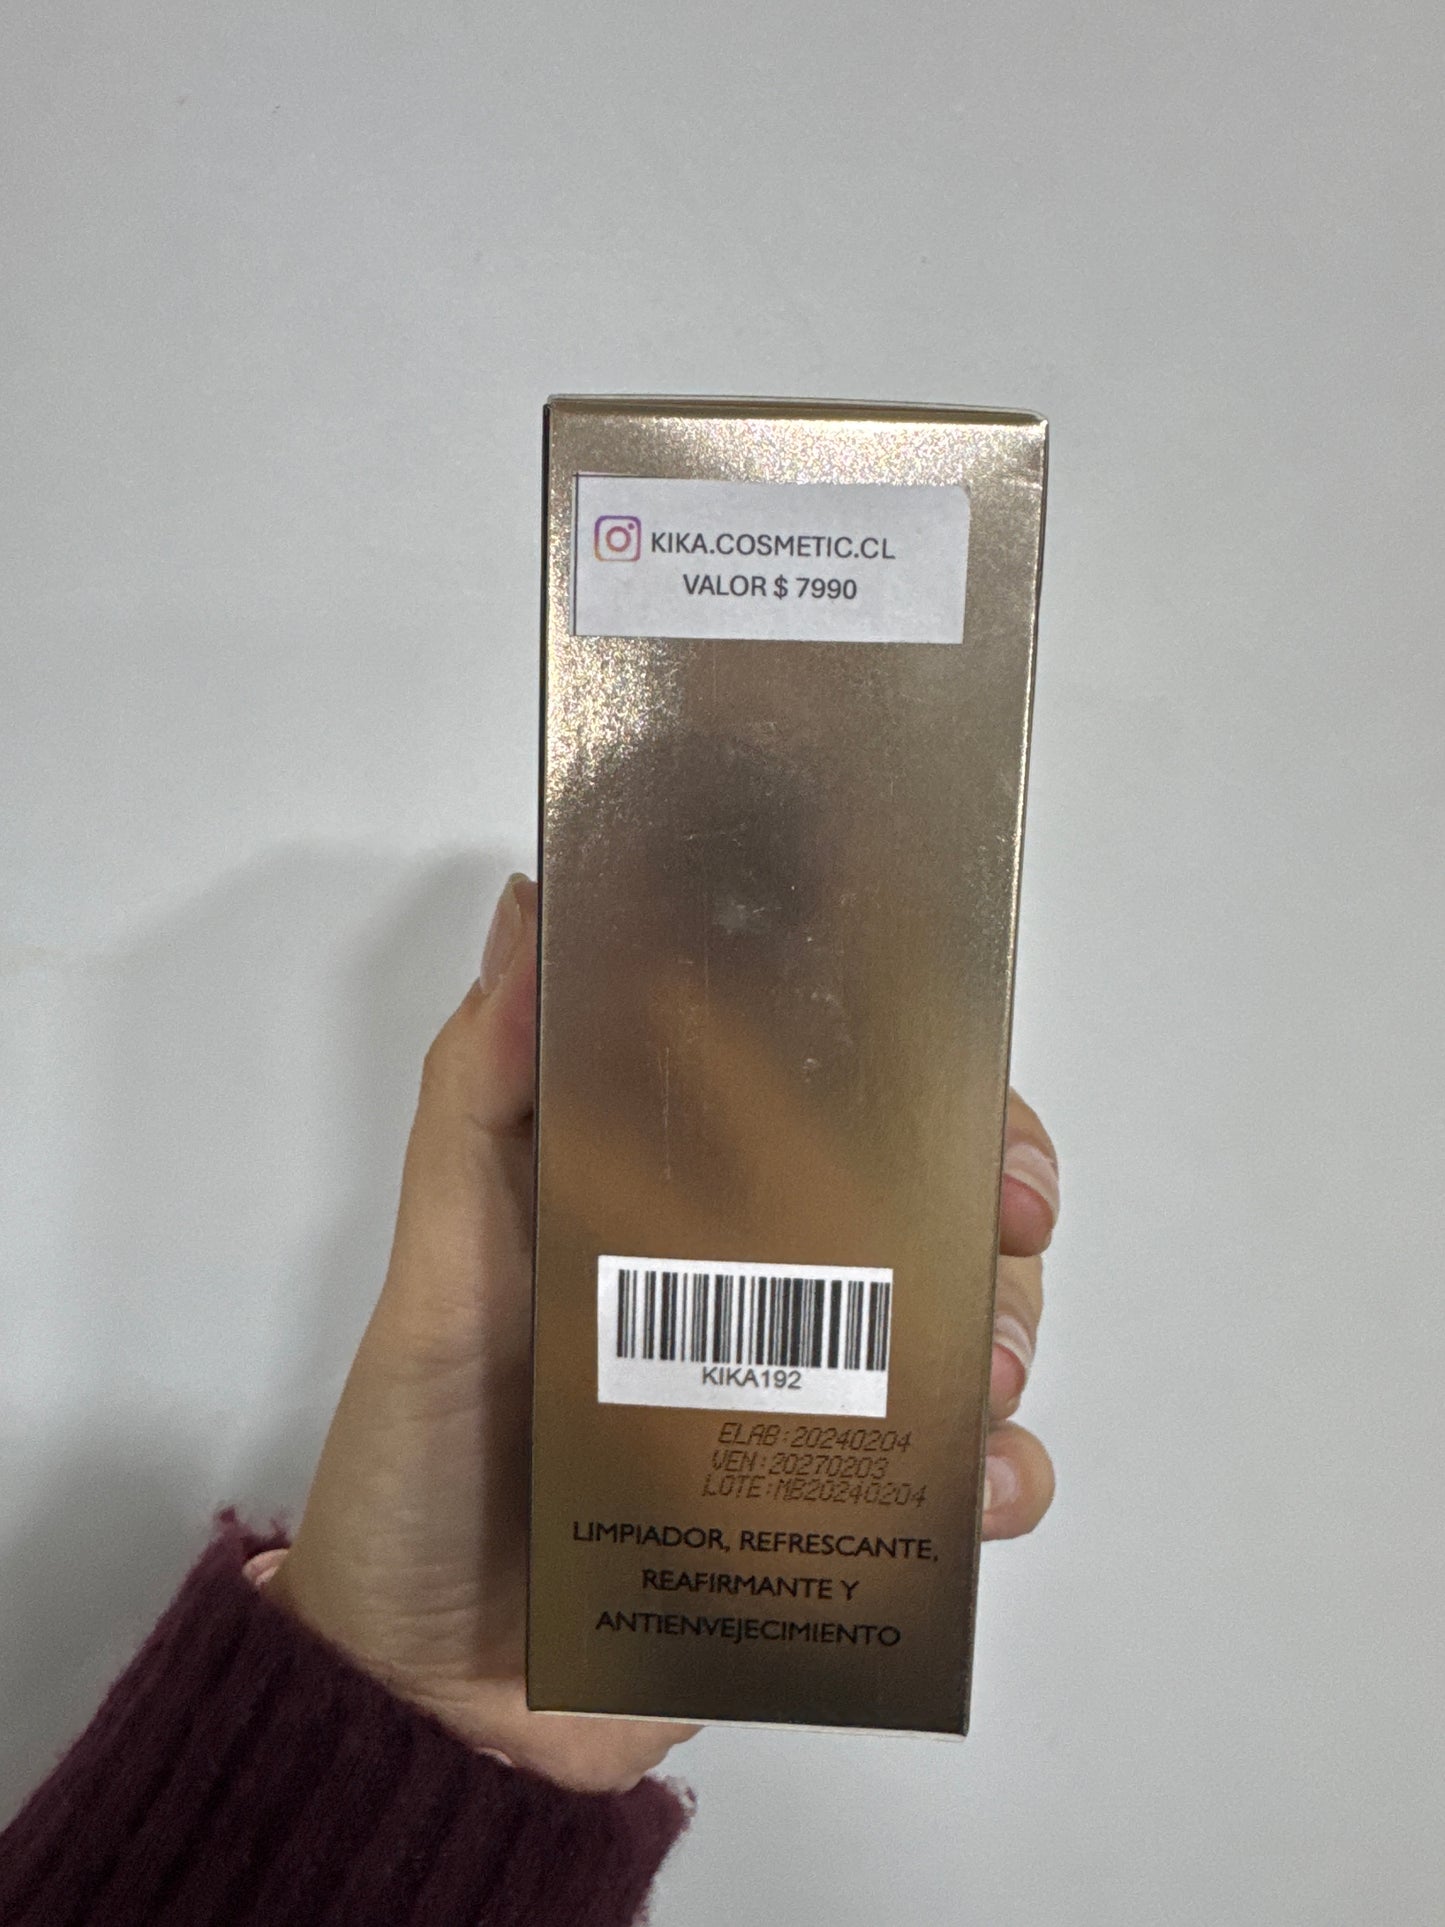 KIKA.COSMETIC.CL
VALOR $ 7990
KIKA192
ELAB:20240204
VEN:20270203
LOTE:MB20240204
LIMPIADOR, REFRESCANTE,
REAFIRMANTE Y
ANTIENVEJECIMIENTO